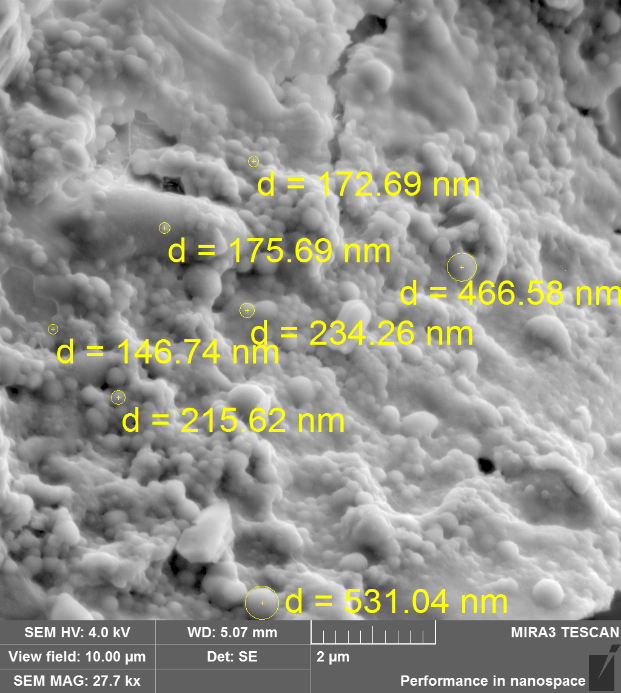 d = 172.69 nm
d = 175.69 nm
d = 466.58 nm
d = 234.26 nm
d = 146.74 nm
d = 215.62 nm
d = 531.04 nm
SEM HV: 4.0 kV WD: 5.07 mm MIRA3 TESCAN
View field: 10.00 µm Det: SE 2 µm
SEM MAG: 27.7 kx Performance in nanospace